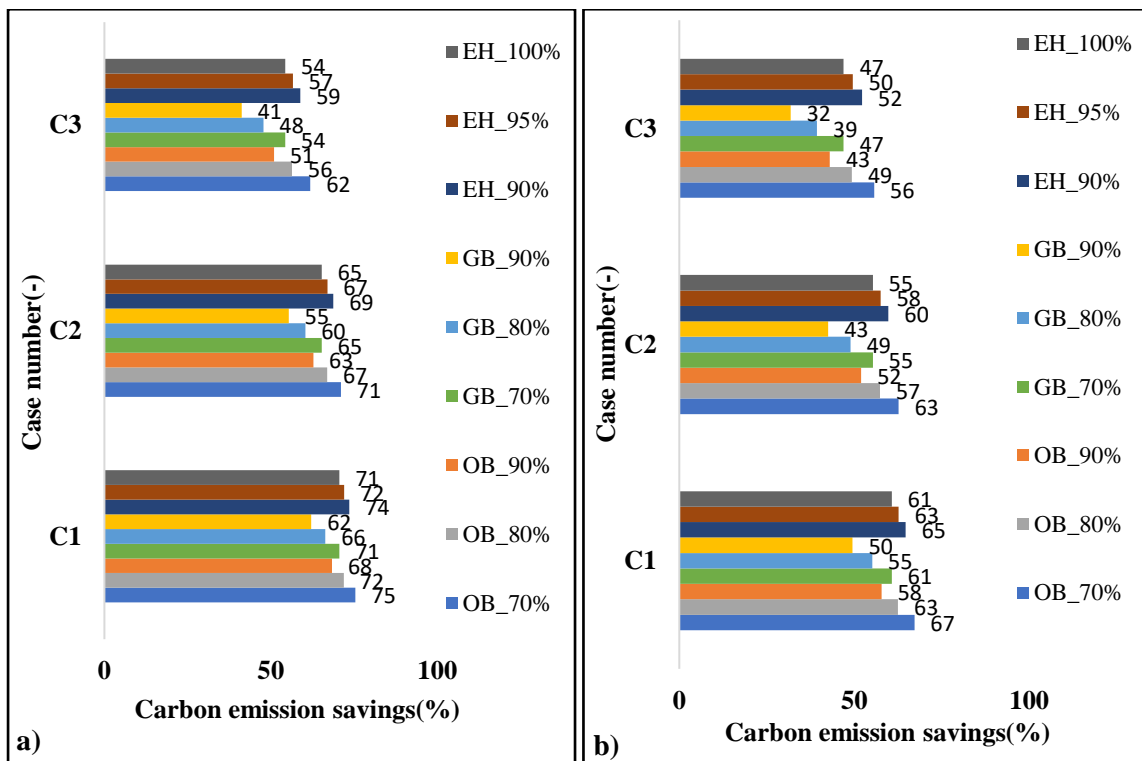 EH_100%
EH_95%
EH_90%
GB_90%
GB_80%
GB_70%
OB_90%
OB_80%
OB_70%
Case number(-)
C3
54
57
59
41
48
54
51
56
62
C2
65
67
69
55
60
65
63
67
71
C1
71
72
74
62
66
71
68
72
75
0 50 100
Carbon emission savings(%)
a)
EH_100%
EH_95%
EH_90%
GB_90%
GB_80%
GB_70%
OB_90%
OB_80%
OB_70%
Case number(-)
C3
47
50
52
32
39
47
43
49
56
C2
55
58
60
43
49
55
52
57
63
C1
61
63
65
50
55
61
58
63
67
0 50 100
Carbon emission savings(%)
b)